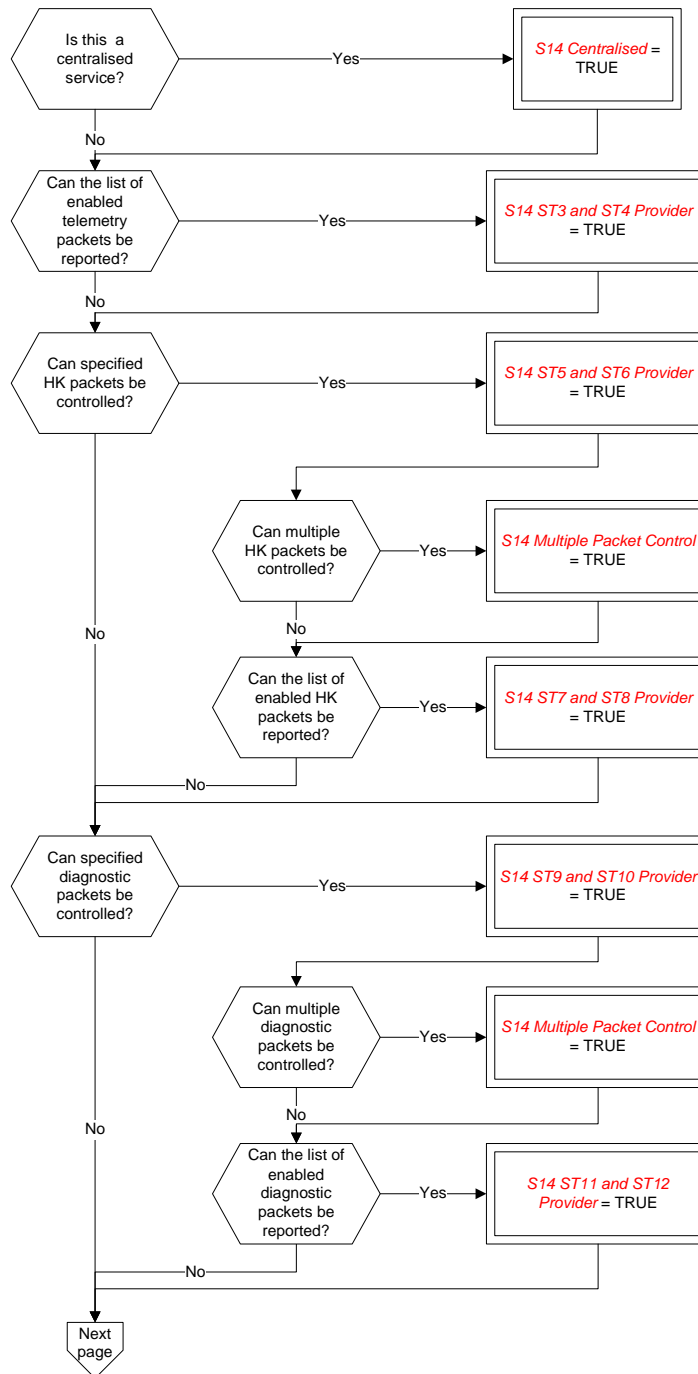 Is this a
centralised
service?
Yes
S14 Centralised =
TRUE
No
Can the list of
enabled
telemetry
packets be
reported?
Yes
S14 ST3 and ST4 Provider
= TRUE
No
Can specified
HK packets be
controlled?
Yes
S14 ST5 and ST6 Provider
= TRUE
Can multiple
HK packets be
controlled?
Yes
S14 Multiple Packet Control
= TRUE
No
No
Can the list of
enabled HK
packets be
reported?
Yes
S14 ST7 and ST8 Provider
= TRUE
No
Can specified
diagnostic
packets be
controlled?
Yes
S14 ST9 and ST10 Provider
= TRUE
Can multiple
diagnostic
packets be
controlled?
Yes
S14 Multiple Packet Control
= TRUE
No
No
Can the list of
enabled
diagnostic
packets be
reported?
Yes
S14 ST11 and ST12
Provider = TRUE
No
Next
page